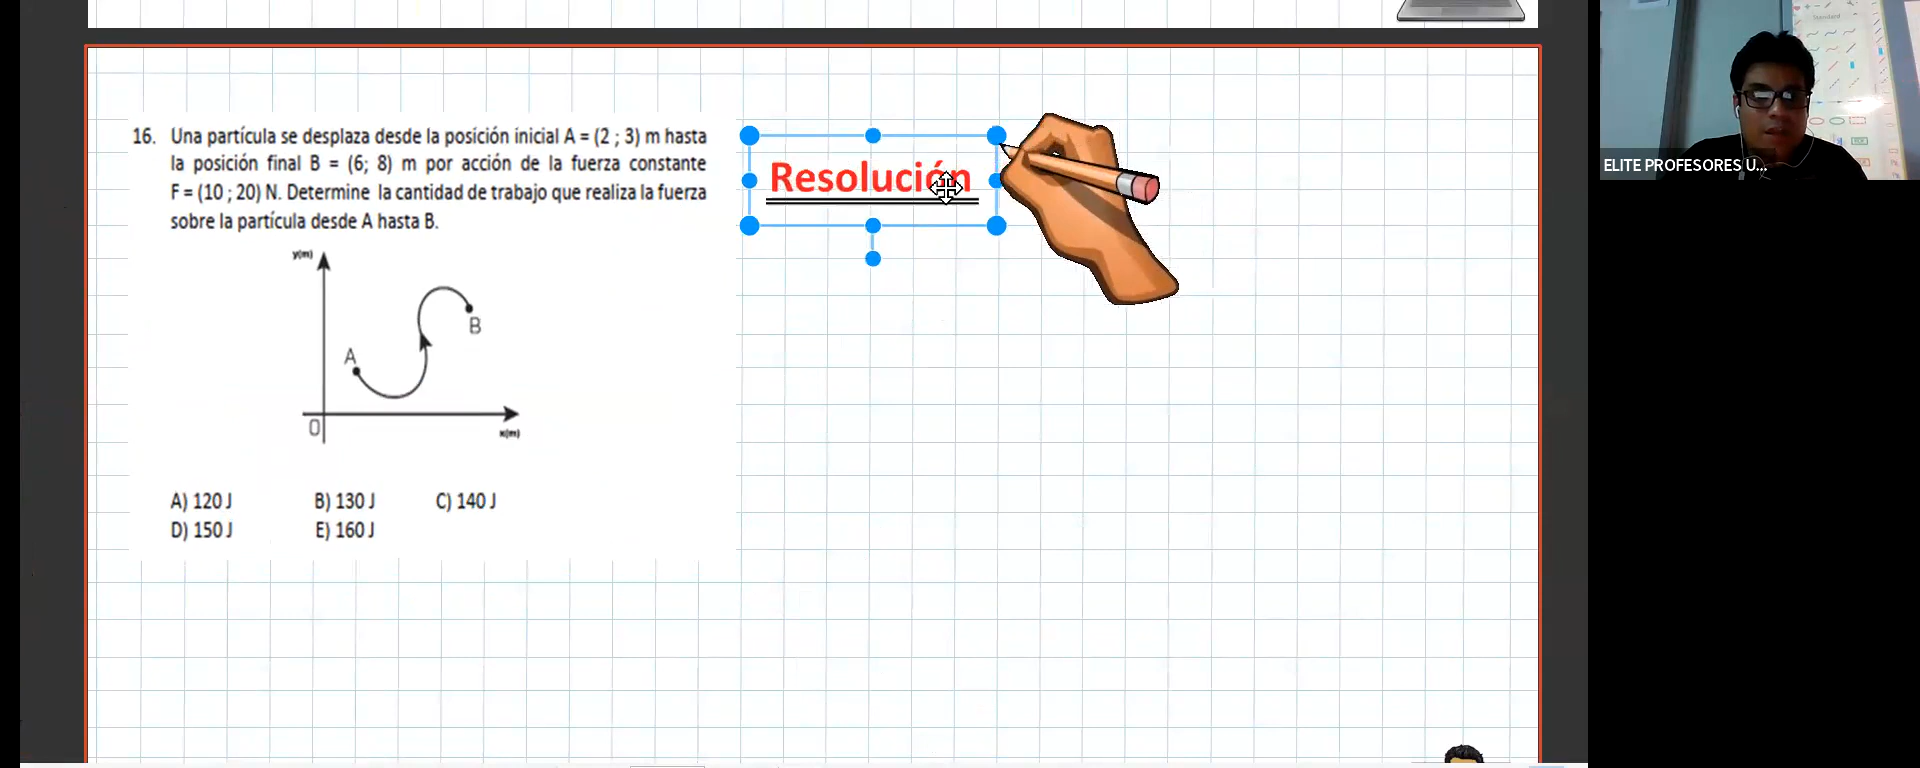 Standard
16. Una partícula se desplaza desde la posición inicial A = (2 ; 3) m hasta
la posición final B = (6; 8) m por acción de la fuerza constante
F = (10 ; 20) N. Determine la cantidad de trabajo que realiza la fuerza
sobre la partícula desde A hasta B.
y(m)
A
B
0
x(m)
A) 120 J B) 130 J C) 140 J
D) 150 J E) 160 J
Resolución
ELITE PROFESORES U...